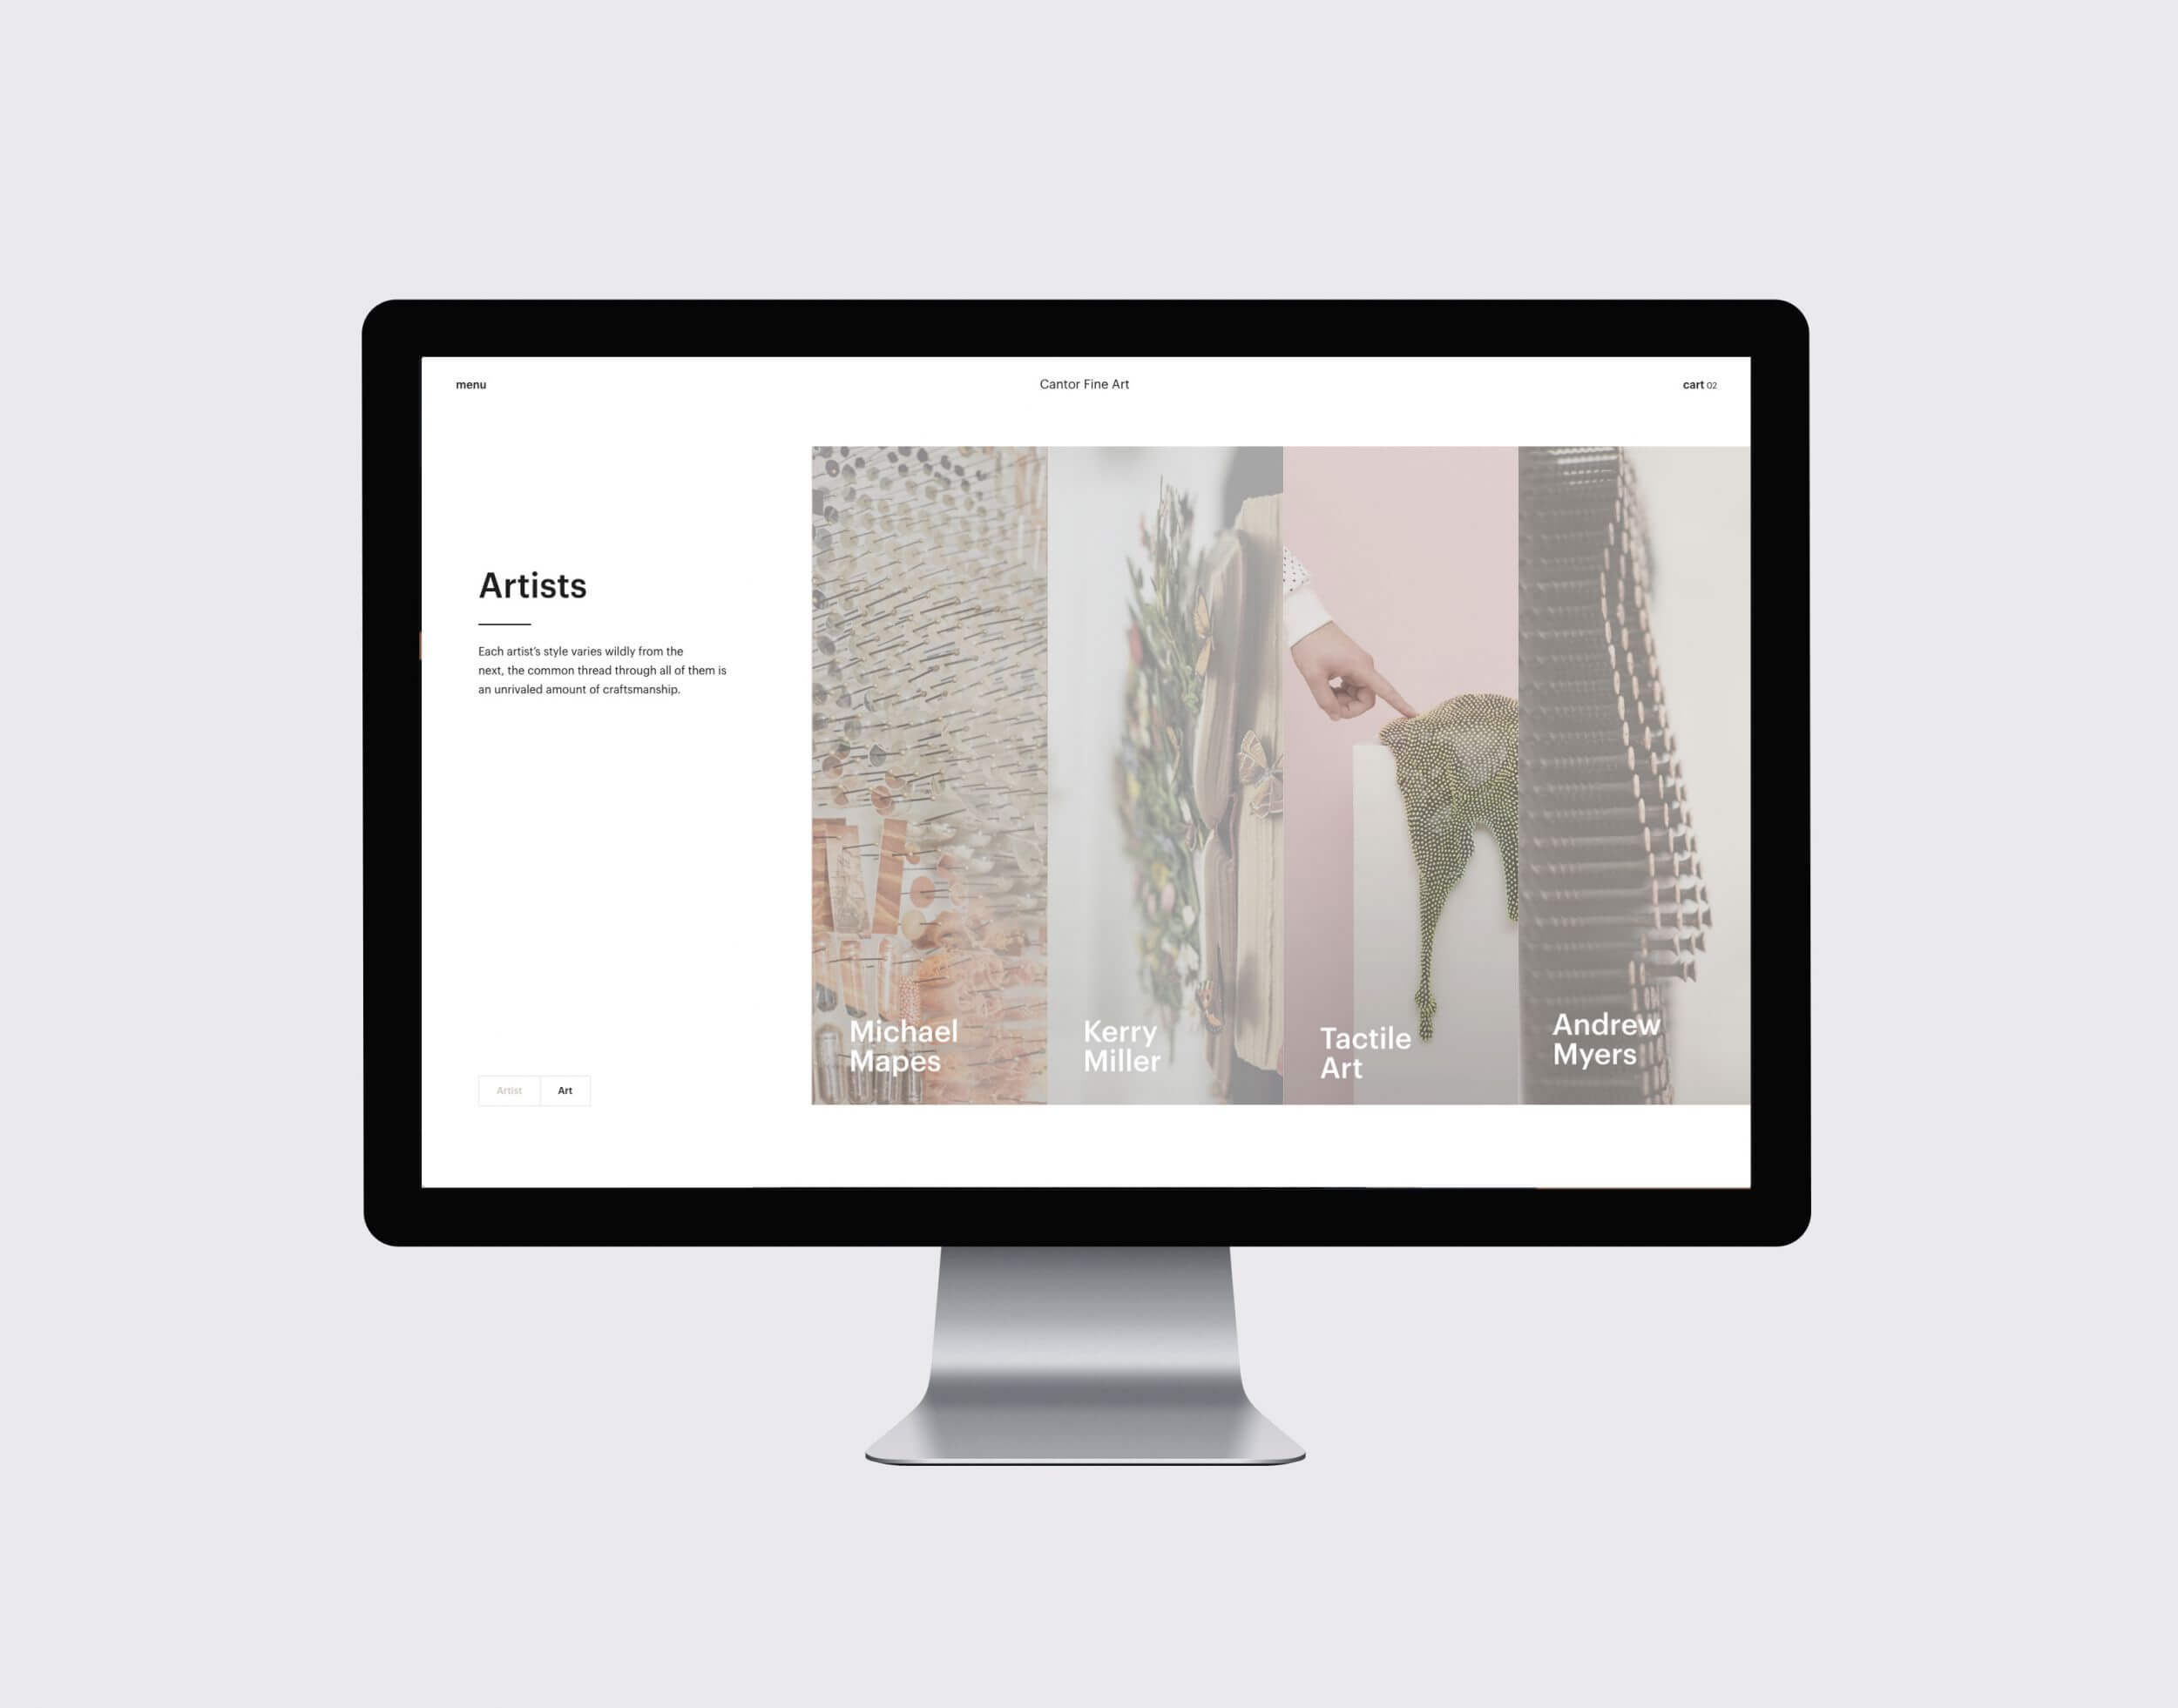 menu
Cantor Fine Art
cart 02
Artists
Each artist's style varies wildly from the
next, the common thread through all of them is
an unrivaled amount of craftsmanship.
Artist
Art
Michael
Mapes
Kerry
Miller
Tactile
Art
Andrew
Myers